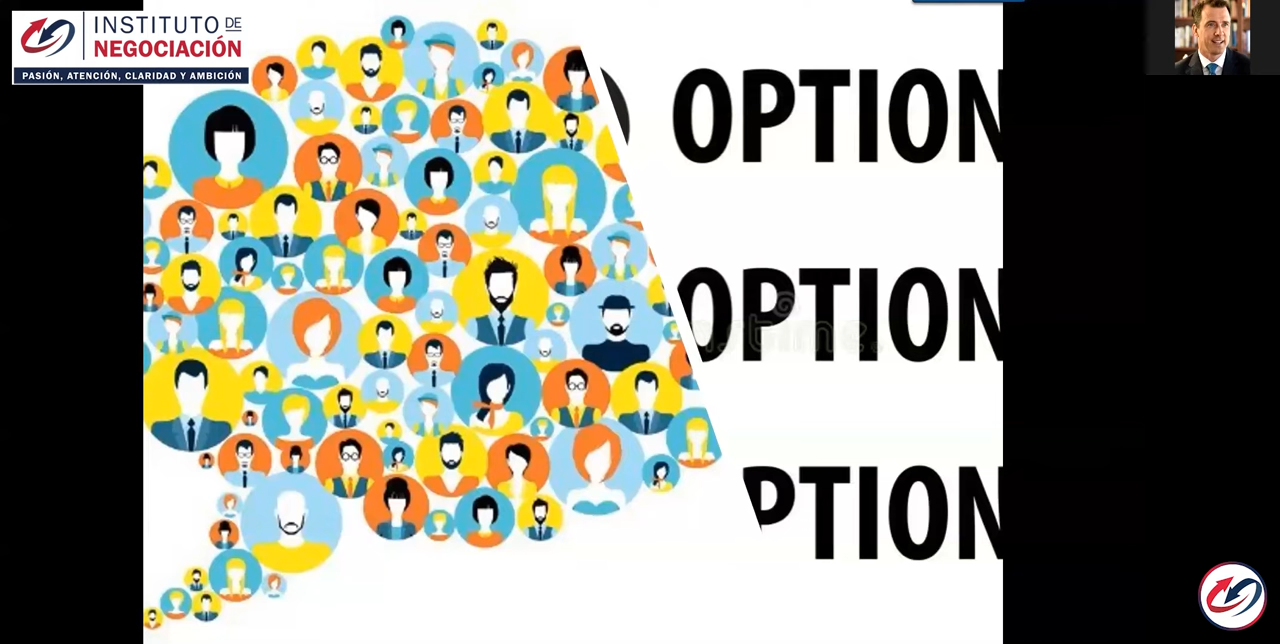 INSTITUTO DE
NEGOCIACIÓN
PASIÓN, ATENCIÓN, CLARIDAD Y AMBICIÓN
OPTION
OPTION
PTION